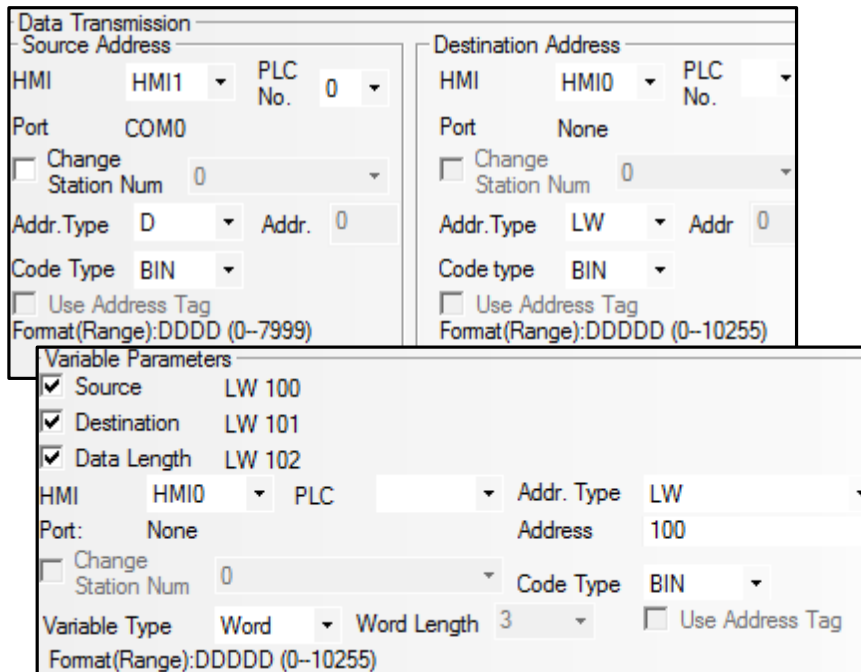 Data Transmission
Source Address
HMI HMI1 PLC No. 0
Port COM0
Change Station Num 0
Addr.Type D Addr. 0
Code Type BIN
Use Address Tag
Format(Range):DDDD (0--7999)
Destination Address
HMI HMI0 PLC No.
Port None
Change Station Num 0
Addr.Type LW Addr 0
Code type BIN
Use Address Tag
Format(Range):DDDDD (0--10255)
Variable Parameters
Source LW 100
Destination LW 101
Data Length LW 102
HMI HMI0 PLC Addr. Type LW
Port: None Address 100
Change Station Num 0 Code Type BIN
Variable Type Word Word Length 3 Use Address Tag
Format(Range):DDDDD (0--10255)